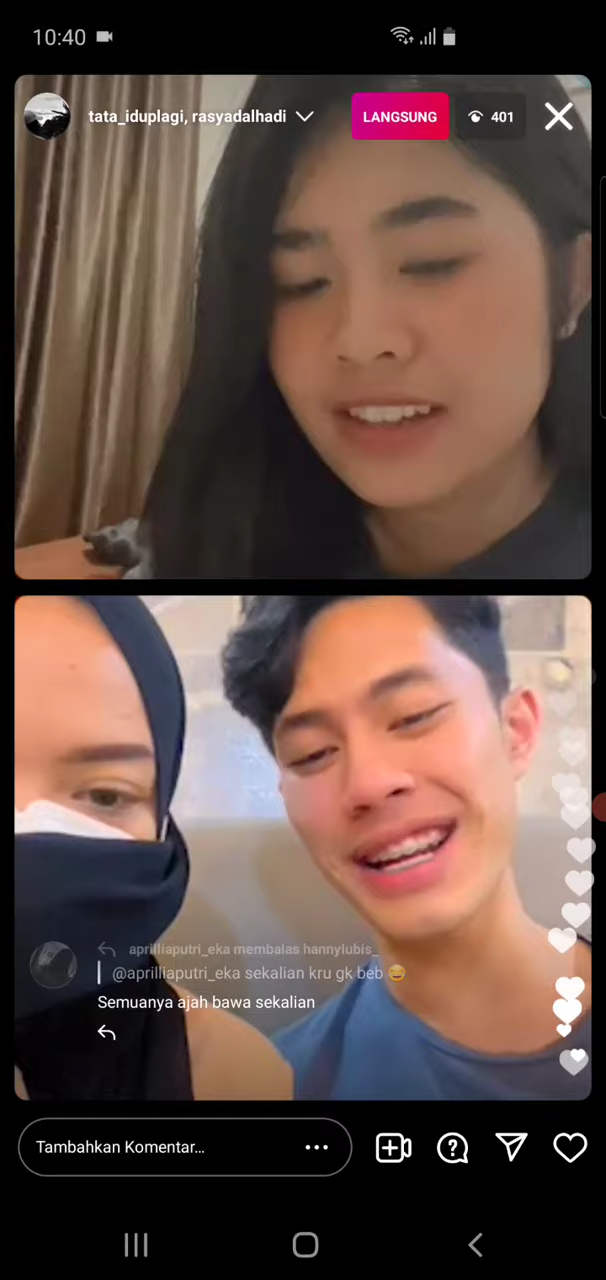 10:40
tata_iduplagi, rasyadalhadi
LANGSUNG
401
aprilliaputri_eka membalas hannylubis_
@aprilliaputri_eka sekalian kru gk beb 😂
Semuanya ajah bawa sekalian
Tambahkan Komentar...